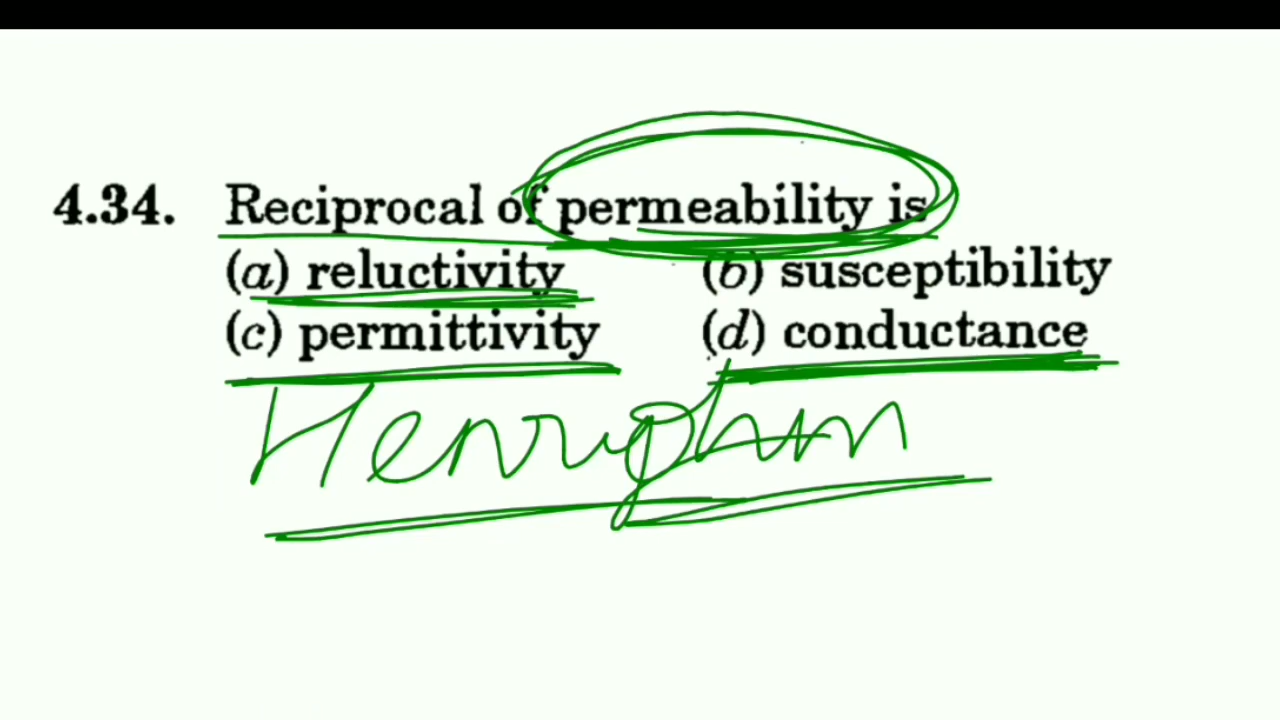 4.34. Reciprocal of permeability is
(a) reluctivity (b) susceptibility
(c) permittivity (d) conductance